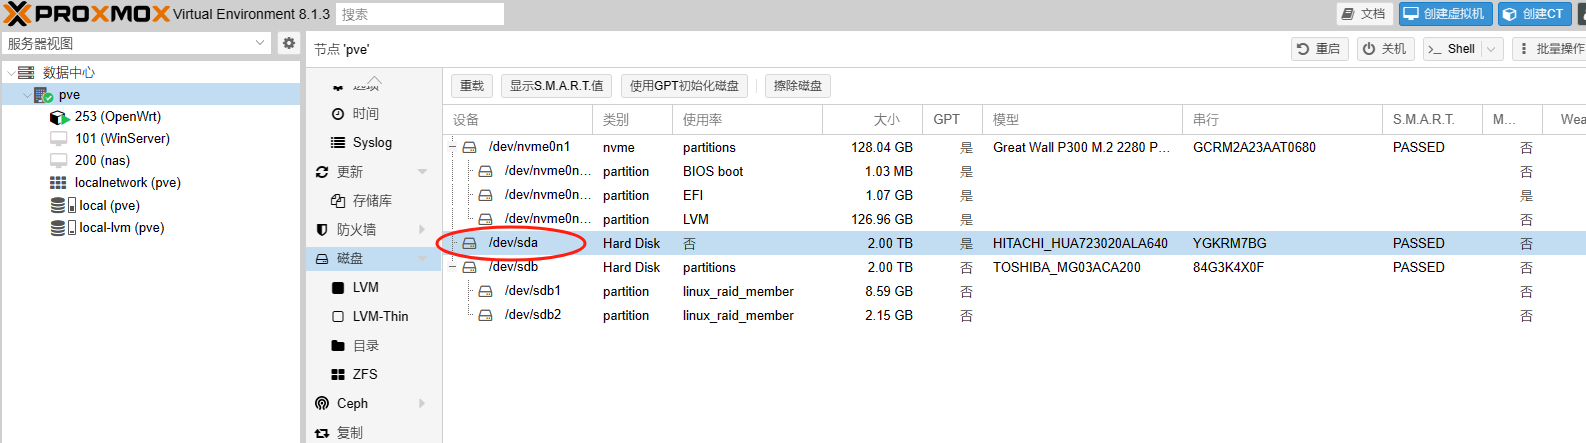 PROXMOX Virtual Environment 8.1.3 搜索 文档 创建虚拟机 创建CT
服务器视图
数据中心
pve
253 (OpenWrt)
101 (WinServer)
200 (nas)
localnetwork (pve)
local (pve)
local-lvm (pve)
节点 'pve' 重启 关机 Shell 批量操作
选项
时间
Syslog
更新
存储库
防火墙
磁盘
LVM
LVM-Thin
目录
ZFS
Ceph
复制
重载 显示S.M.A.R.T.值 使用GPT初始化磁盘 擦除磁盘
设备 类别 使用率 大小 GPT 模型 串行 S.M.A.R.T. M... Wea
/dev/nvme0n1 nvme partitions 128.04 GB 是 Great Wall P300 M.2 2280 P... GCRM2A23AAT0680 PASSED 否
/dev/nvme0n... partition BIOS boot 1.03 MB 是 否
/dev/nvme0n... partition EFI 1.07 GB 是 是
/dev/nvme0n... partition LVM 126.96 GB 是 否
/dev/sda Hard Disk 否 2.00 TB 是 HITACHI_HUA723020ALA640 YGKRM7BG PASSED 否
/dev/sdb Hard Disk partitions 2.00 TB 否 TOSHIBA_MG03ACA200 84G3K4X0F PASSED 否
/dev/sdb1 partition linux_raid_member 8.59 GB 否 否
/dev/sdb2 partition linux_raid_member 2.15 GB 否 否